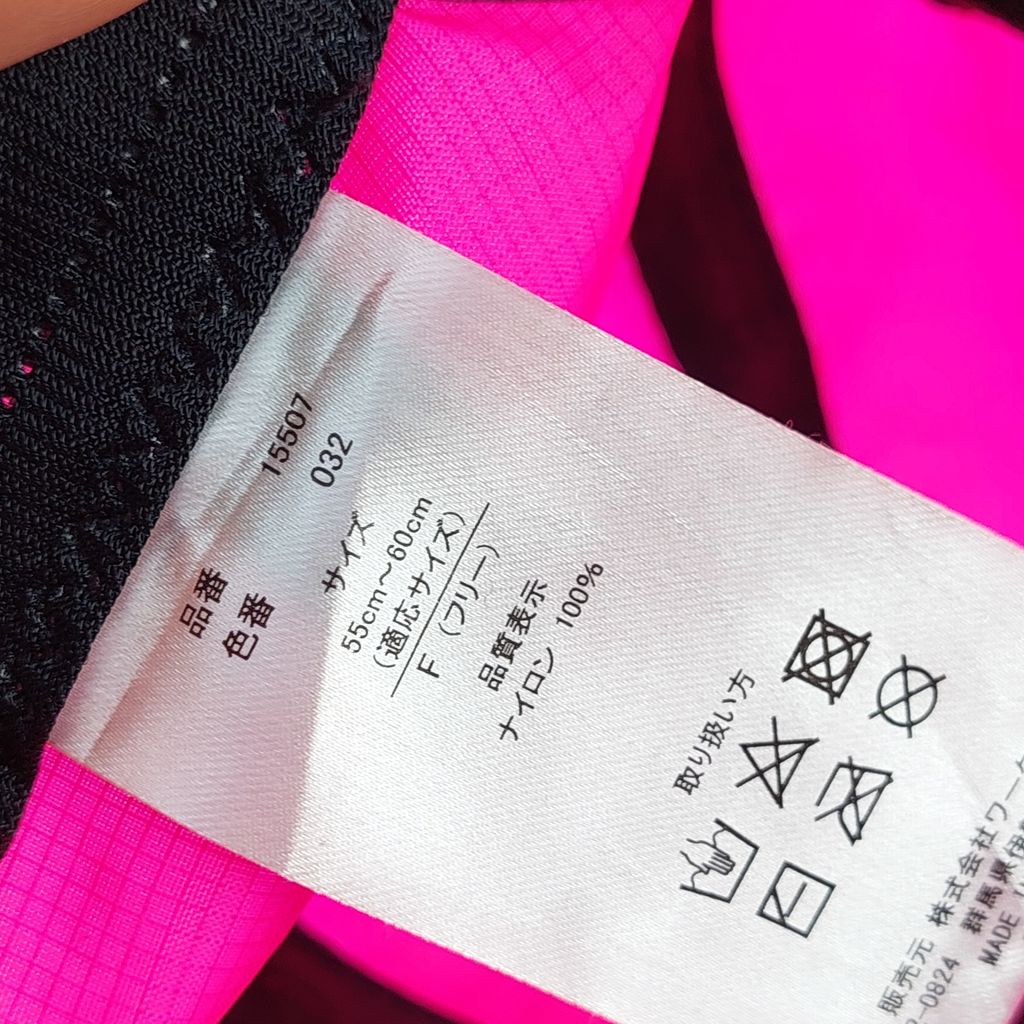 品番 15507
色番 032
サイズ
55cm～60cm
(適応サイズ)
F (フリー)
品質表示
ナイロン 100%
取り扱い方
販売元 株式会社ワーク
-0824 群馬県伊
MADE